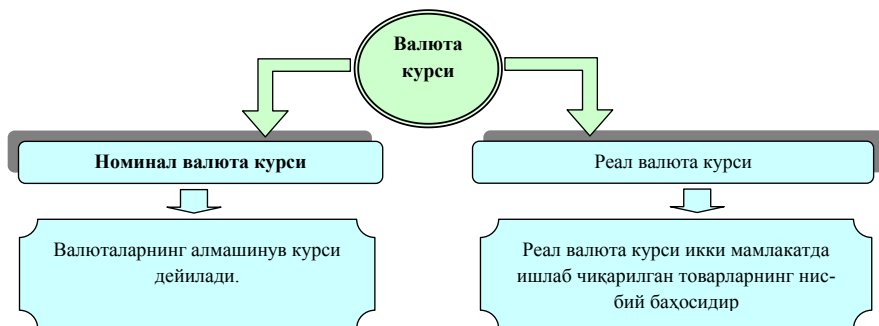 Валюта
курси
Номинал валюта курси
Реал валюта курси
Валюталарнинг алмашинув курси
дейилади.
Реал валюта курси икки мамлакатда
ишлаб чиқарилган товарларнинг нис-
бий баҳосидир